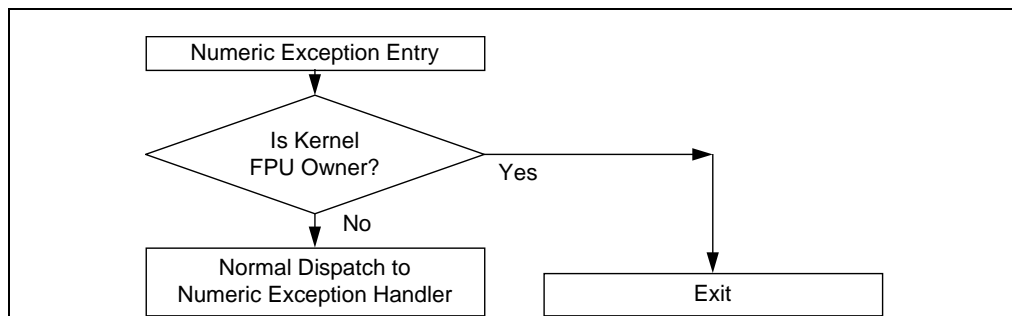 Numeric Exception Entry
Is Kernel
FPU Owner?
Yes
No
Normal Dispatch to
Numeric Exception Handler
Exit